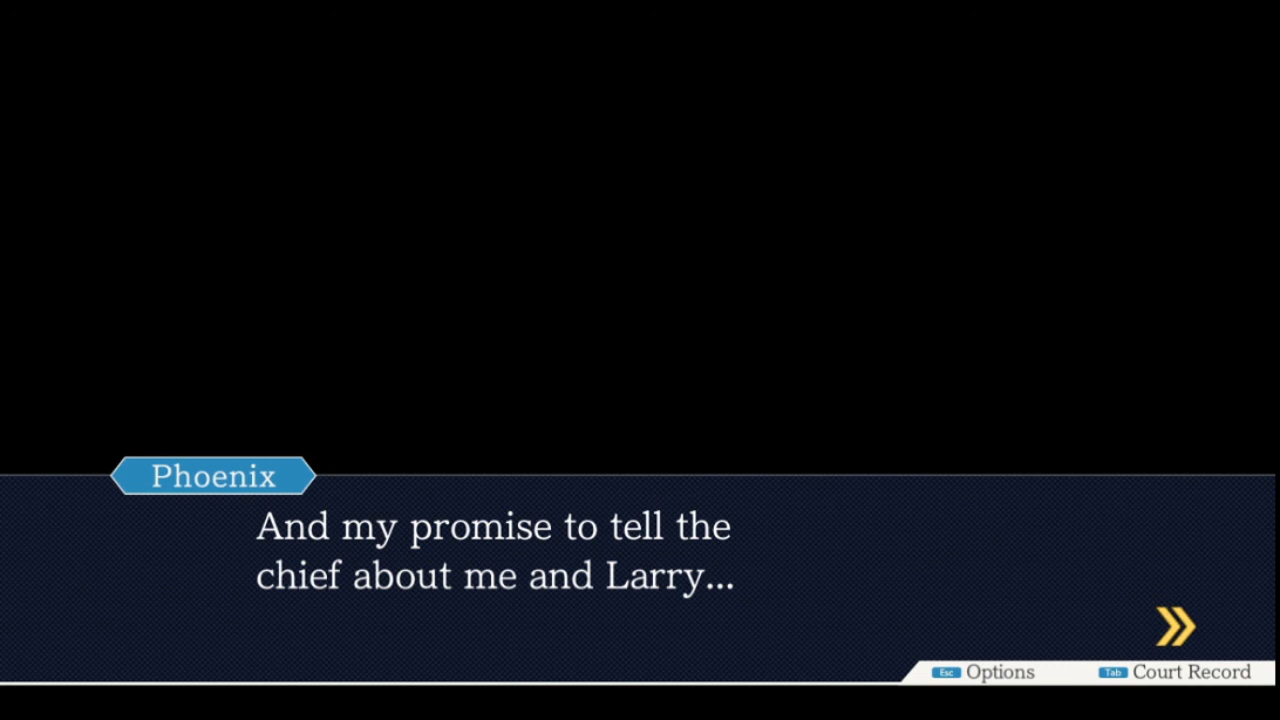 Phoenix
And my promise to tell the
chief about me and Larry...
Esc Options Tab Court Record